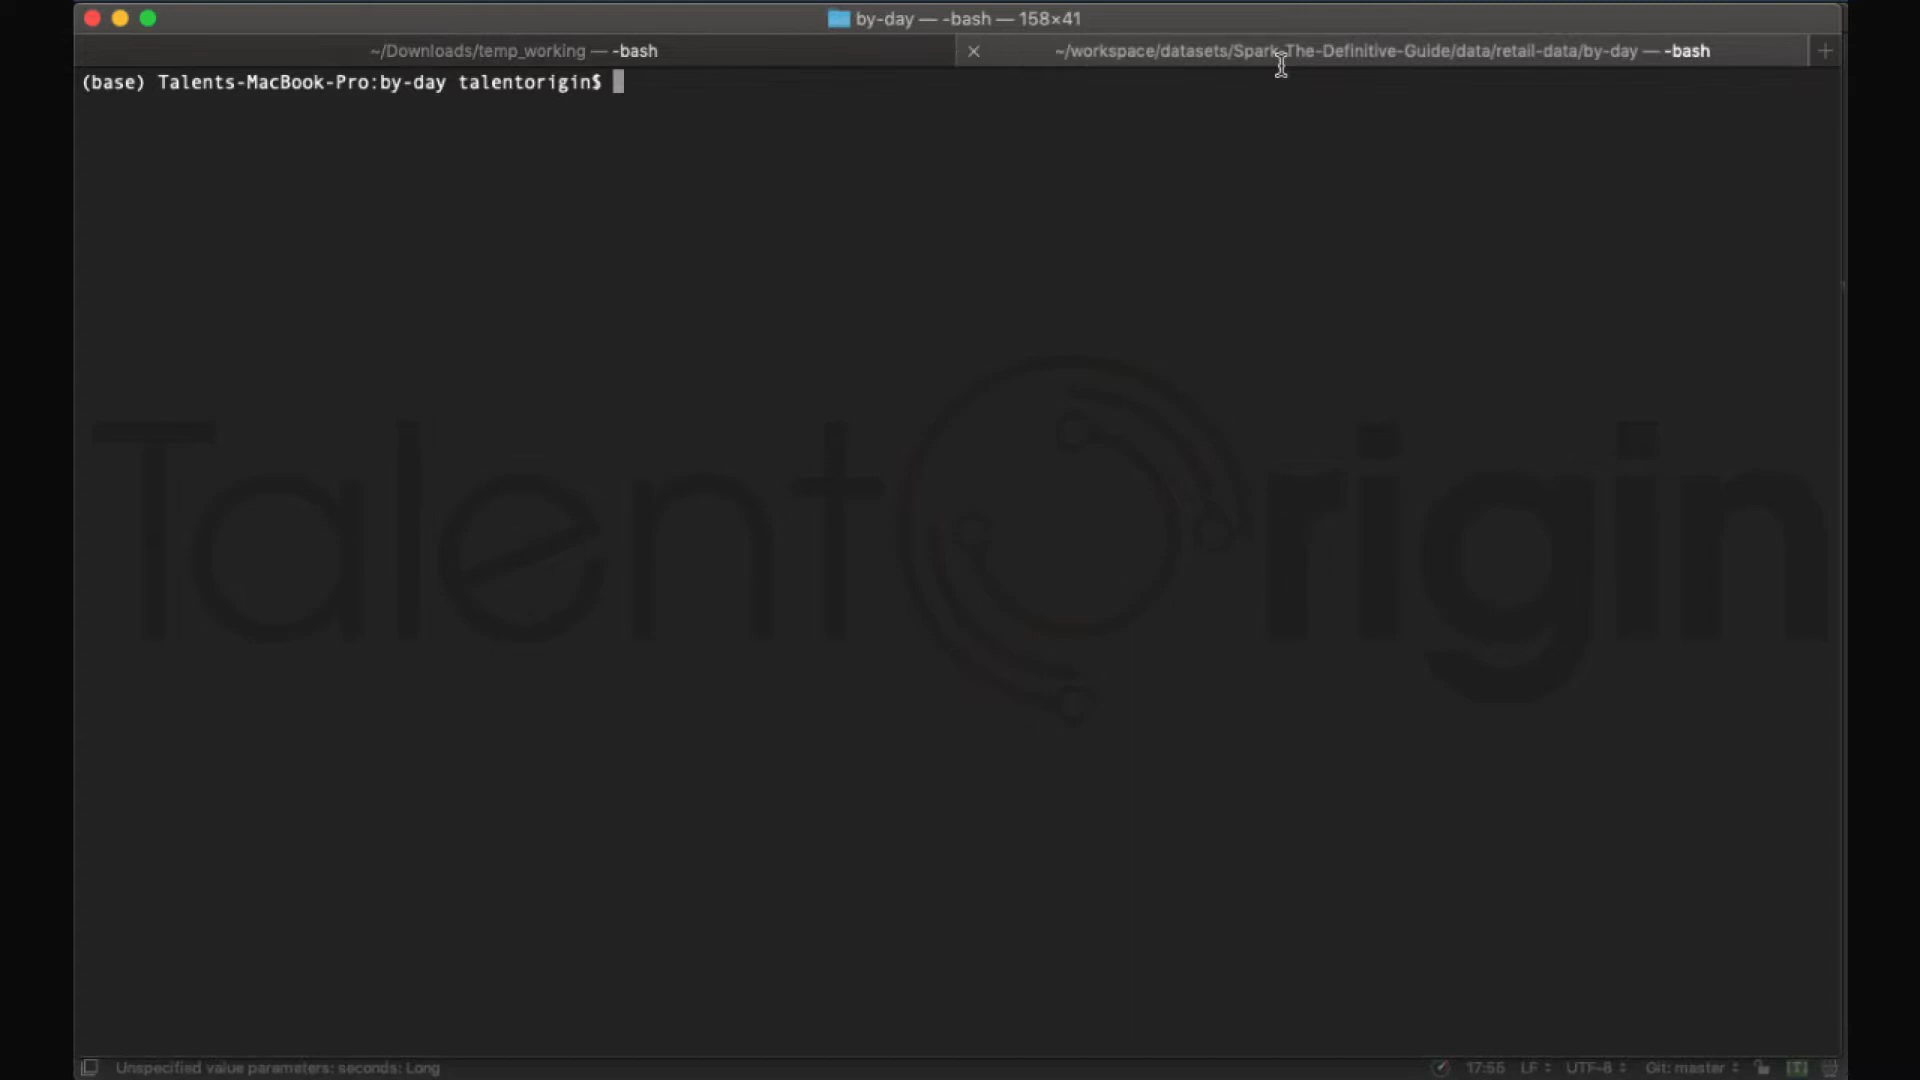 by-day — -bash — 158×41
~/Downloads/temp_working — -bash
~/workspace/datasets/Spark-The-Definitive-Guide/data/retail-data/by-day — -bash
(base) Talents-MacBook-Pro:by-day talentorigin$
TalentOrigin
Unspecified value parameters: seconds: Long
17:55 LF UTF-8 Git: master [T]